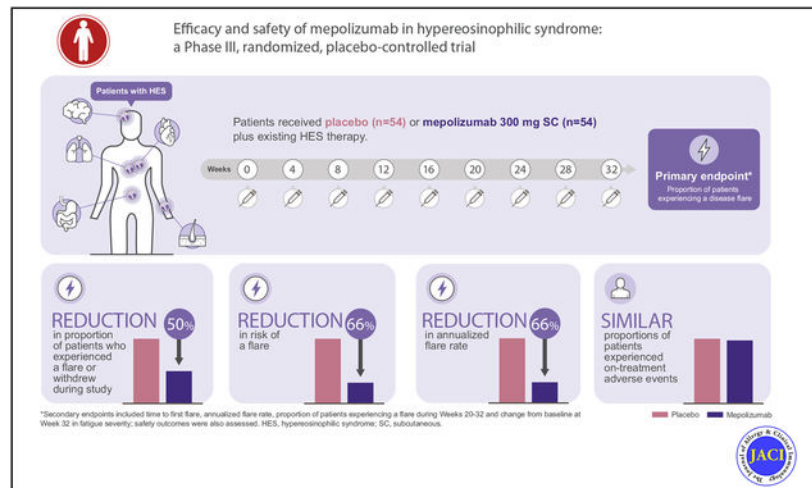 Efficacy and safety of mepolizumab in hypereosinophilic syndrome:
a Phase III, randomized, placebo-controlled trial
Patients with HES
Patients received placebo (n=54) or mepolizumab 300 mg SC (n=54)
plus existing HES therapy.
Weeks 0 4 8 12 16 20 24 28 32
Primary endpoint*
Proportion of patients
experiencing a disease flare
REDUCTION 50%
in proportion
of patients who
experienced
a flare or
withdrew
during study
REDUCTION 66%
in risk of
a flare
REDUCTION 66%
in annualized
flare rate
SIMILAR
proportions of
patients
experienced
on-treatment
adverse events
*Secondary endpoints included time to first flare, annualized flare rate, proportion of patients experiencing a flare during Weeks 20-32 and change from baseline at
Week 32 in fatigue severity; safety outcomes were also assessed. HES, hypereosinophilic syndrome; SC, subcutaneous.
Placebo Mepolizumab
The Journal of Allergy & Clinical Immunology
JACI